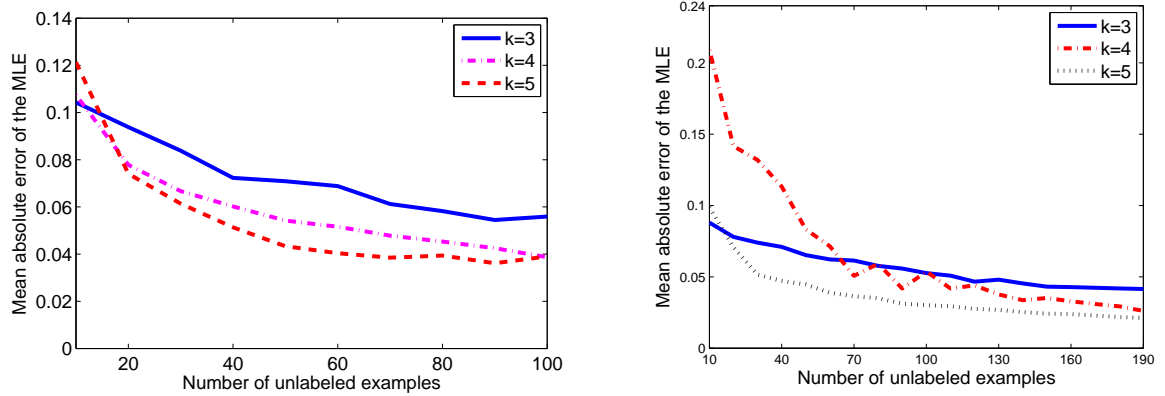 0.14
0.12
0.1
0.08
0.06
0.04
0.02
0
Mean absolute error of the MLE
20 40 60 80 100
Number of unlabeled examples
k=3
k=4
k=5
0.24
0.2
0.15
0.1
0.05
0
Mean absolute error of the MLE
10 40 70 100 130 160 190
Number of unlabeled examples
k=3
k=4
k=5